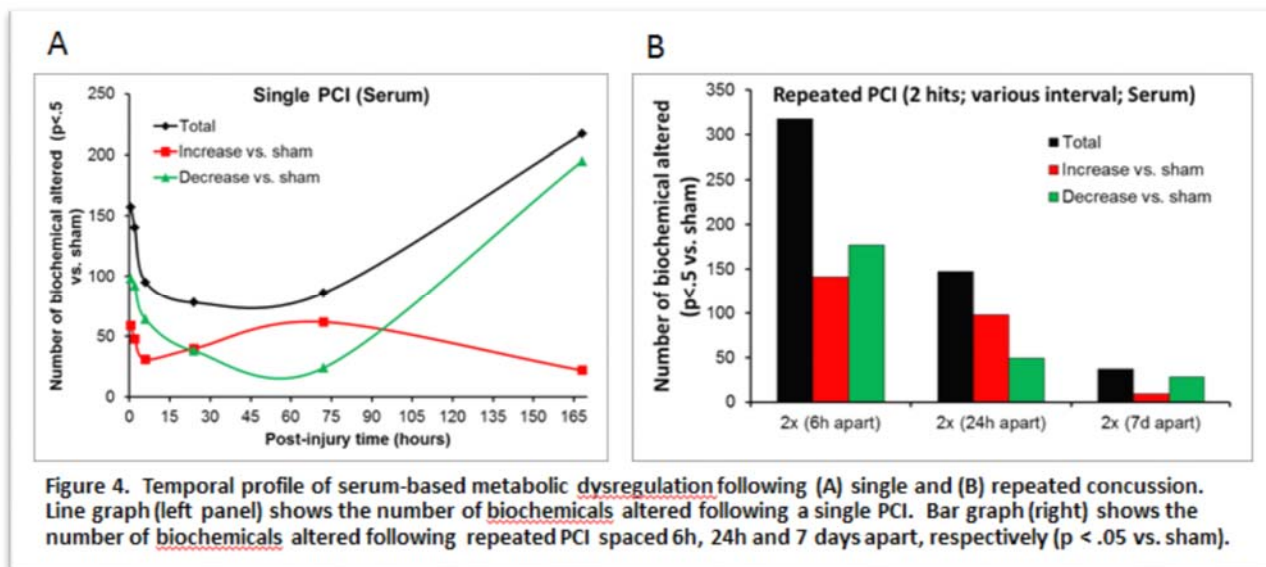 A
B
Number of biochemical altered (p<.5
vs. sham)
250
200
150
100
50
0
Single PCI (Serum)
Total
Increase vs. sham
Decrease vs. sham
0 15 30 45 60 75 90 105 120 135 150 165
Post-injury time (hours)
Number of biochemical altered
(p<.5 vs. sham)
350
300
250
200
150
100
50
0
Repeated PCI (2 hits; various interval; Serum)
Total
Increase vs. sham
Decrease vs. sham
2x (6h apart) 2x (24h apart) 2x (7d apart)
Figure 4. Temporal profile of serum-based metabolic dysregulation following (A) single and (B) repeated concussion.
Line graph (left panel) shows the number of biochemicals altered following a single PCI. Bar graph (right) shows the
number of biochemicals altered following repeated PCI spaced 6h, 24h and 7 days apart, respectively (p < .05 vs. sham).